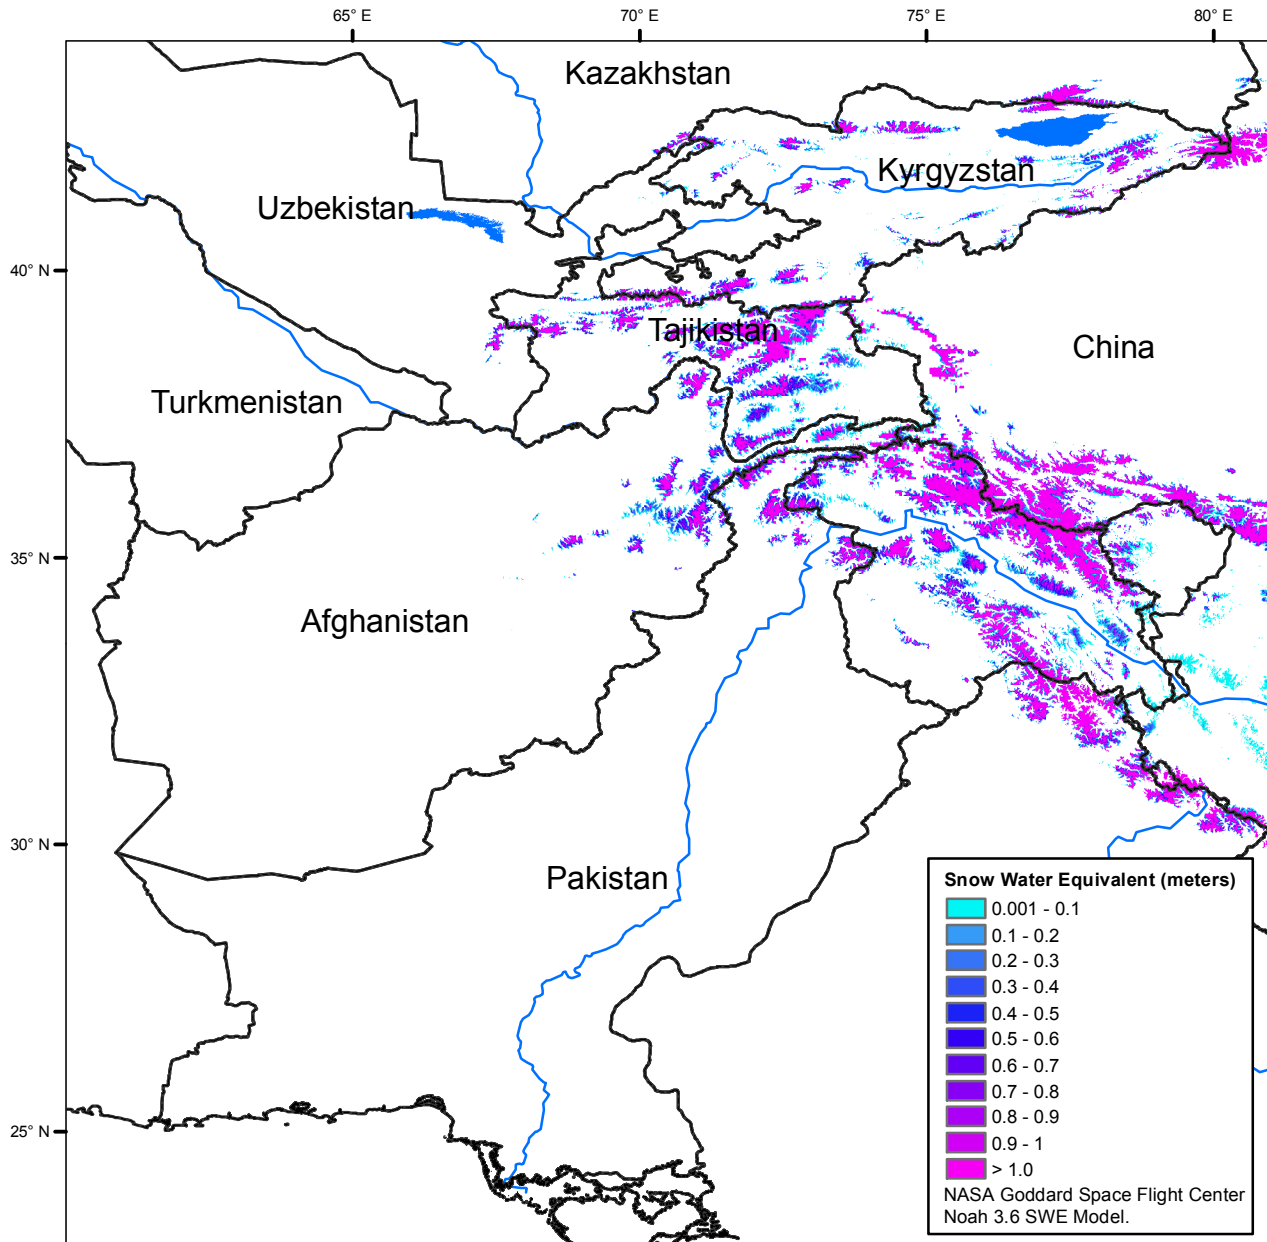 65° E
70° E
75° E
80° E
Kazakhstan
Kyrgyzstan
Uzbekistan
40° N
Tajikistan
China
Turkmenistan
35° N
Afghanistan
30° N
Pakistan
25° N
Snow Water Equivalent (meters)
0.001 - 0.1
0.1 - 0.2
0.2 - 0.3
0.3 - 0.4
0.4 - 0.5
0.5 - 0.6
0.6 - 0.7
0.7 - 0.8
0.8 - 0.9
0.9 - 1
> 1.0
NASA Goddard Space Flight Center
Noah 3.6 SWE Model.